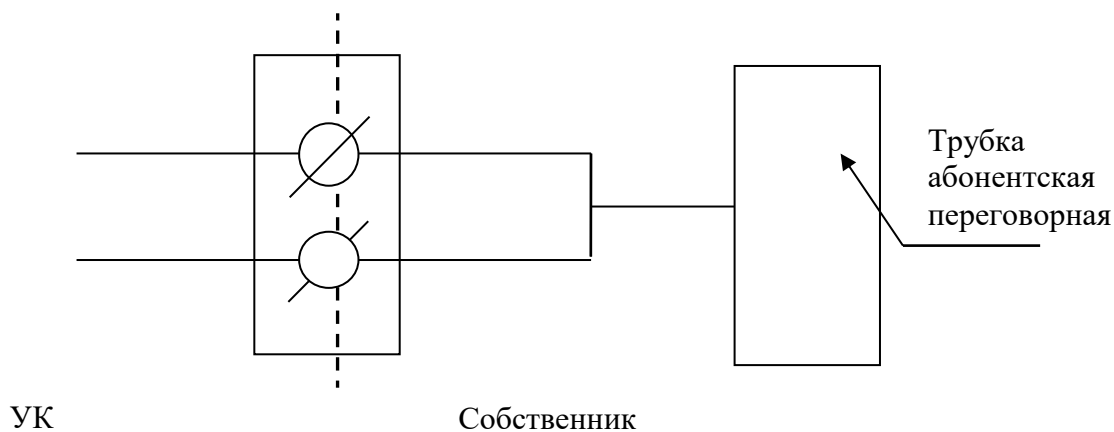 Трубка
абонентская
переговорная
УК
Собственник